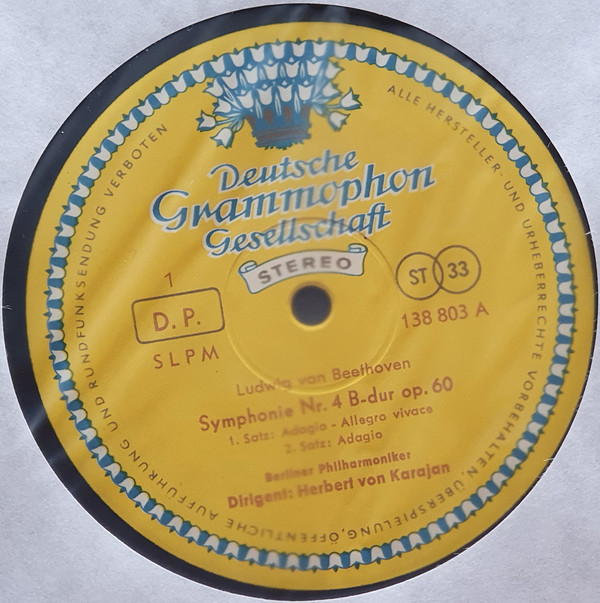 Deutsche
Grammophon
Gesellschaft
STEREO
1
D. P.
SLPM
ST 33
138 803 A
Ludwig van Beethoven
Symphonie Nr. 4 B-dur op. 60
1. Satz: Adagio - Allegro vivace
2. Satz: Adagio
Berliner Philharmoniker
Dirigent: Herbert von Karajan
ALLE HERSTELLER- UND URHEBERRECHTE VORBEHALTEN · ÜBERSPIELUNG, ÖFFENTLICHE AUFFÜHRUNG UND RUNDFUNKSENDUNG VERBOTEN